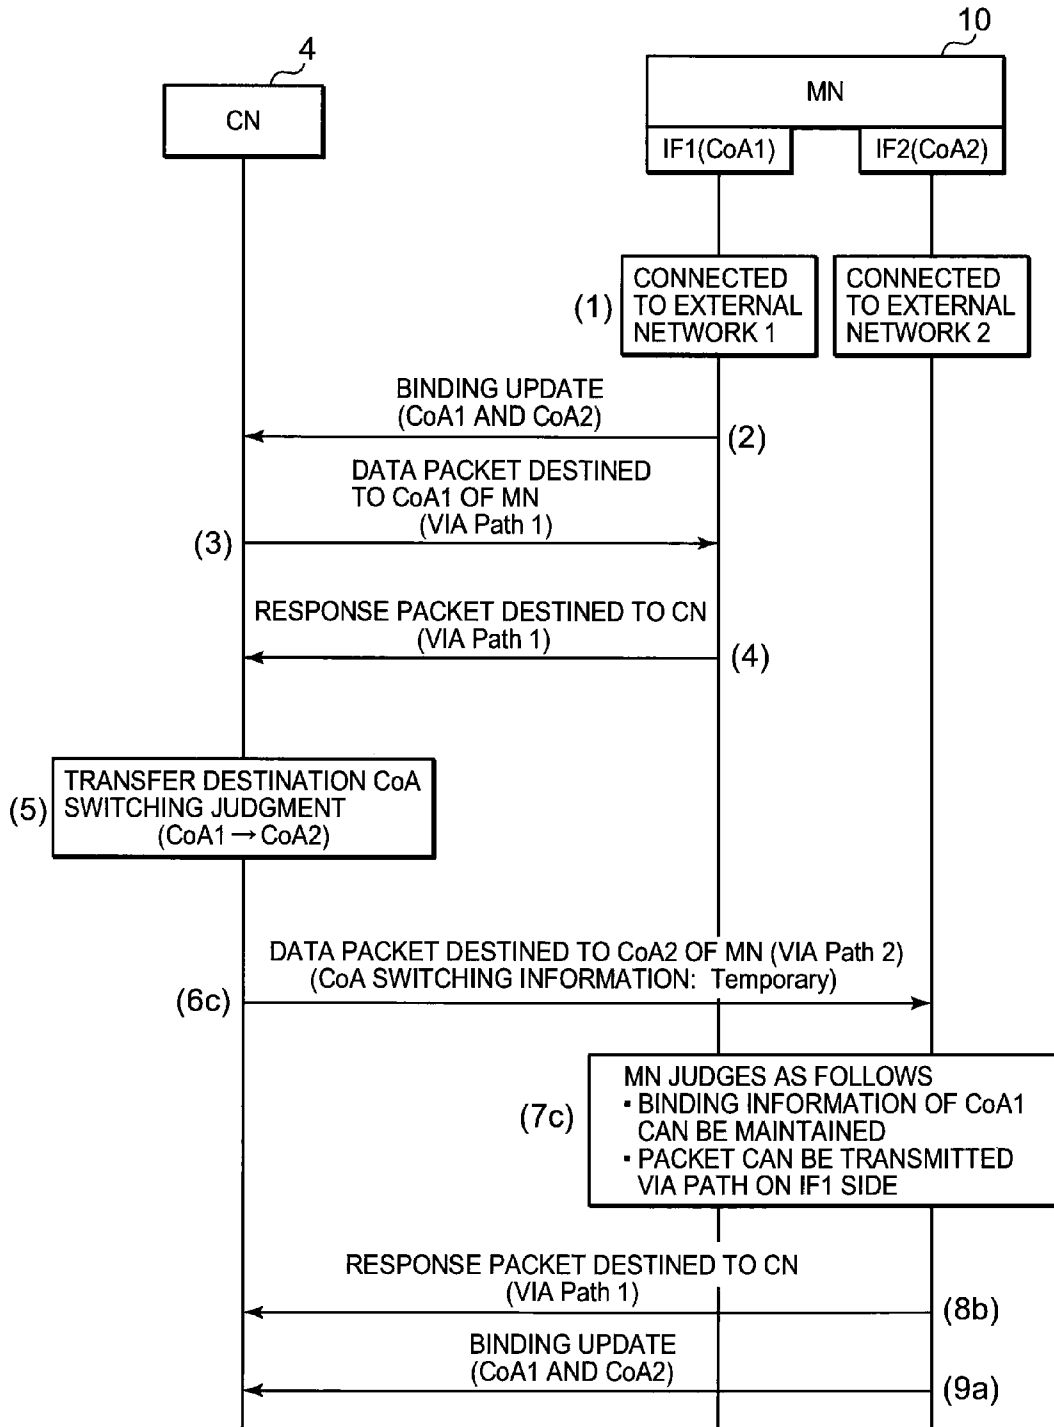 10
4
MN
CN
IF1(CoA1)
IF2(CoA2)
CONNECTED
TO EXTERNAL
NETWORK 1
CONNECTED
TO EXTERNAL
NETWORK 2
(1)
BINDING UPDATE
(CoA1 AND CoA2)
(2)
DATA PACKET DESTINED
TO CoA1 OF MN
(VIA Path 1)
(3)
RESPONSE PACKET DESTINED TO CN
(VIA Path 1)
(4)
(5)
TRANSFER DESTINATION CoA
SWITCHING JUDGMENT
(CoA1 → CoA2)
DATA PACKET DESTINED TO CoA2 OF MN (VIA Path 2)
(CoA SWITCHING INFORMATION: Temporary)
(6c)
(7c)
MN JUDGES AS FOLLOWS
▪ BINDING INFORMATION OF CoA1
CAN BE MAINTAINED
▪ PACKET CAN BE TRANSMITTED
VIA PATH ON IF1 SIDE
RESPONSE PACKET DESTINED TO CN
(VIA Path 1)
(8b)
BINDING UPDATE
(CoA1 AND CoA2)
(9a)